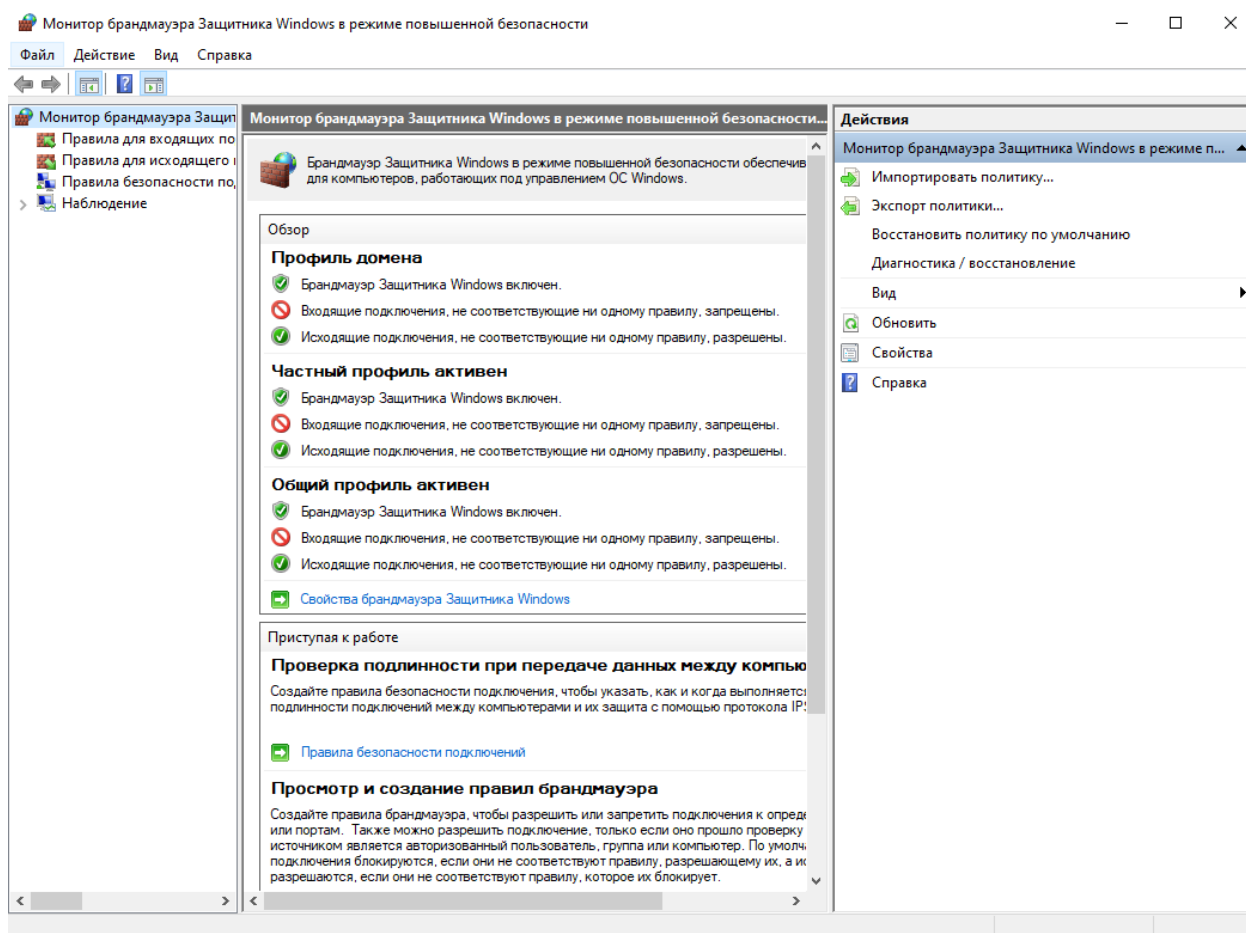 Монитор брандмауэра Защитника Windows в режиме повышенной безопасности
Файл Действие Вид Справка
Монитор брандмауэра Защит
Правила для входящих по
Правила для исходящего
Правила безопасности по
Наблюдение
Монитор брандмауэра Защитника Windows в режиме повышенной безопасности...
Брандмауэр Защитника Windows в режиме повышенной безопасности обеспечив
для компьютеров, работающих под управлением ОС Windows.
Обзор
Профиль домена
Брандмауэр Защитника Windows включен.
Входящие подключения, не соответствующие ни одному правилу, запрещены.
Исходящие подключения, не соответствующие ни одному правилу, разрешены.
Частный профиль активен
Брандмауэр Защитника Windows включен.
Входящие подключения, не соответствующие ни одному правилу, запрещены.
Исходящие подключения, не соответствующие ни одному правилу, разрешены.
Общий профиль активен
Брандмауэр Защитника Windows включен.
Входящие подключения, не соответствующие ни одному правилу, запрещены.
Исходящие подключения, не соответствующие ни одному правилу, разрешены.
Свойства брандмауэра Защитника Windows
Приступая к работе
Проверка подлинности при передаче данных между компью
Создайте правила безопасности подключения, чтобы указать, как и когда выполняется
подлинности подключений между компьютерами и их защита с помощью протокола IPS
Правила безопасности подключений
Просмотр и создание правил брандмауэра
Создайте правила брандмауэра, чтобы разрешить или запретить подключения к опреде
или портам. Также можно разрешить подключение, только если оно прошло проверку
источником является авторизованный пользователь, группа или компьютер. По умолч
подключения блокируются, если они не соответствуют правилу, разрешающему их, а ис
разрешаются, если они не соответствуют правилу, которое их блокирует.
Действия
Монитор брандмауэра Защитника Windows в режиме п...
Импортировать политику...
Экспорт политики...
Восстановить политику по умолчанию
Диагностика / восстановление
Вид
Обновить
Свойства
Справка